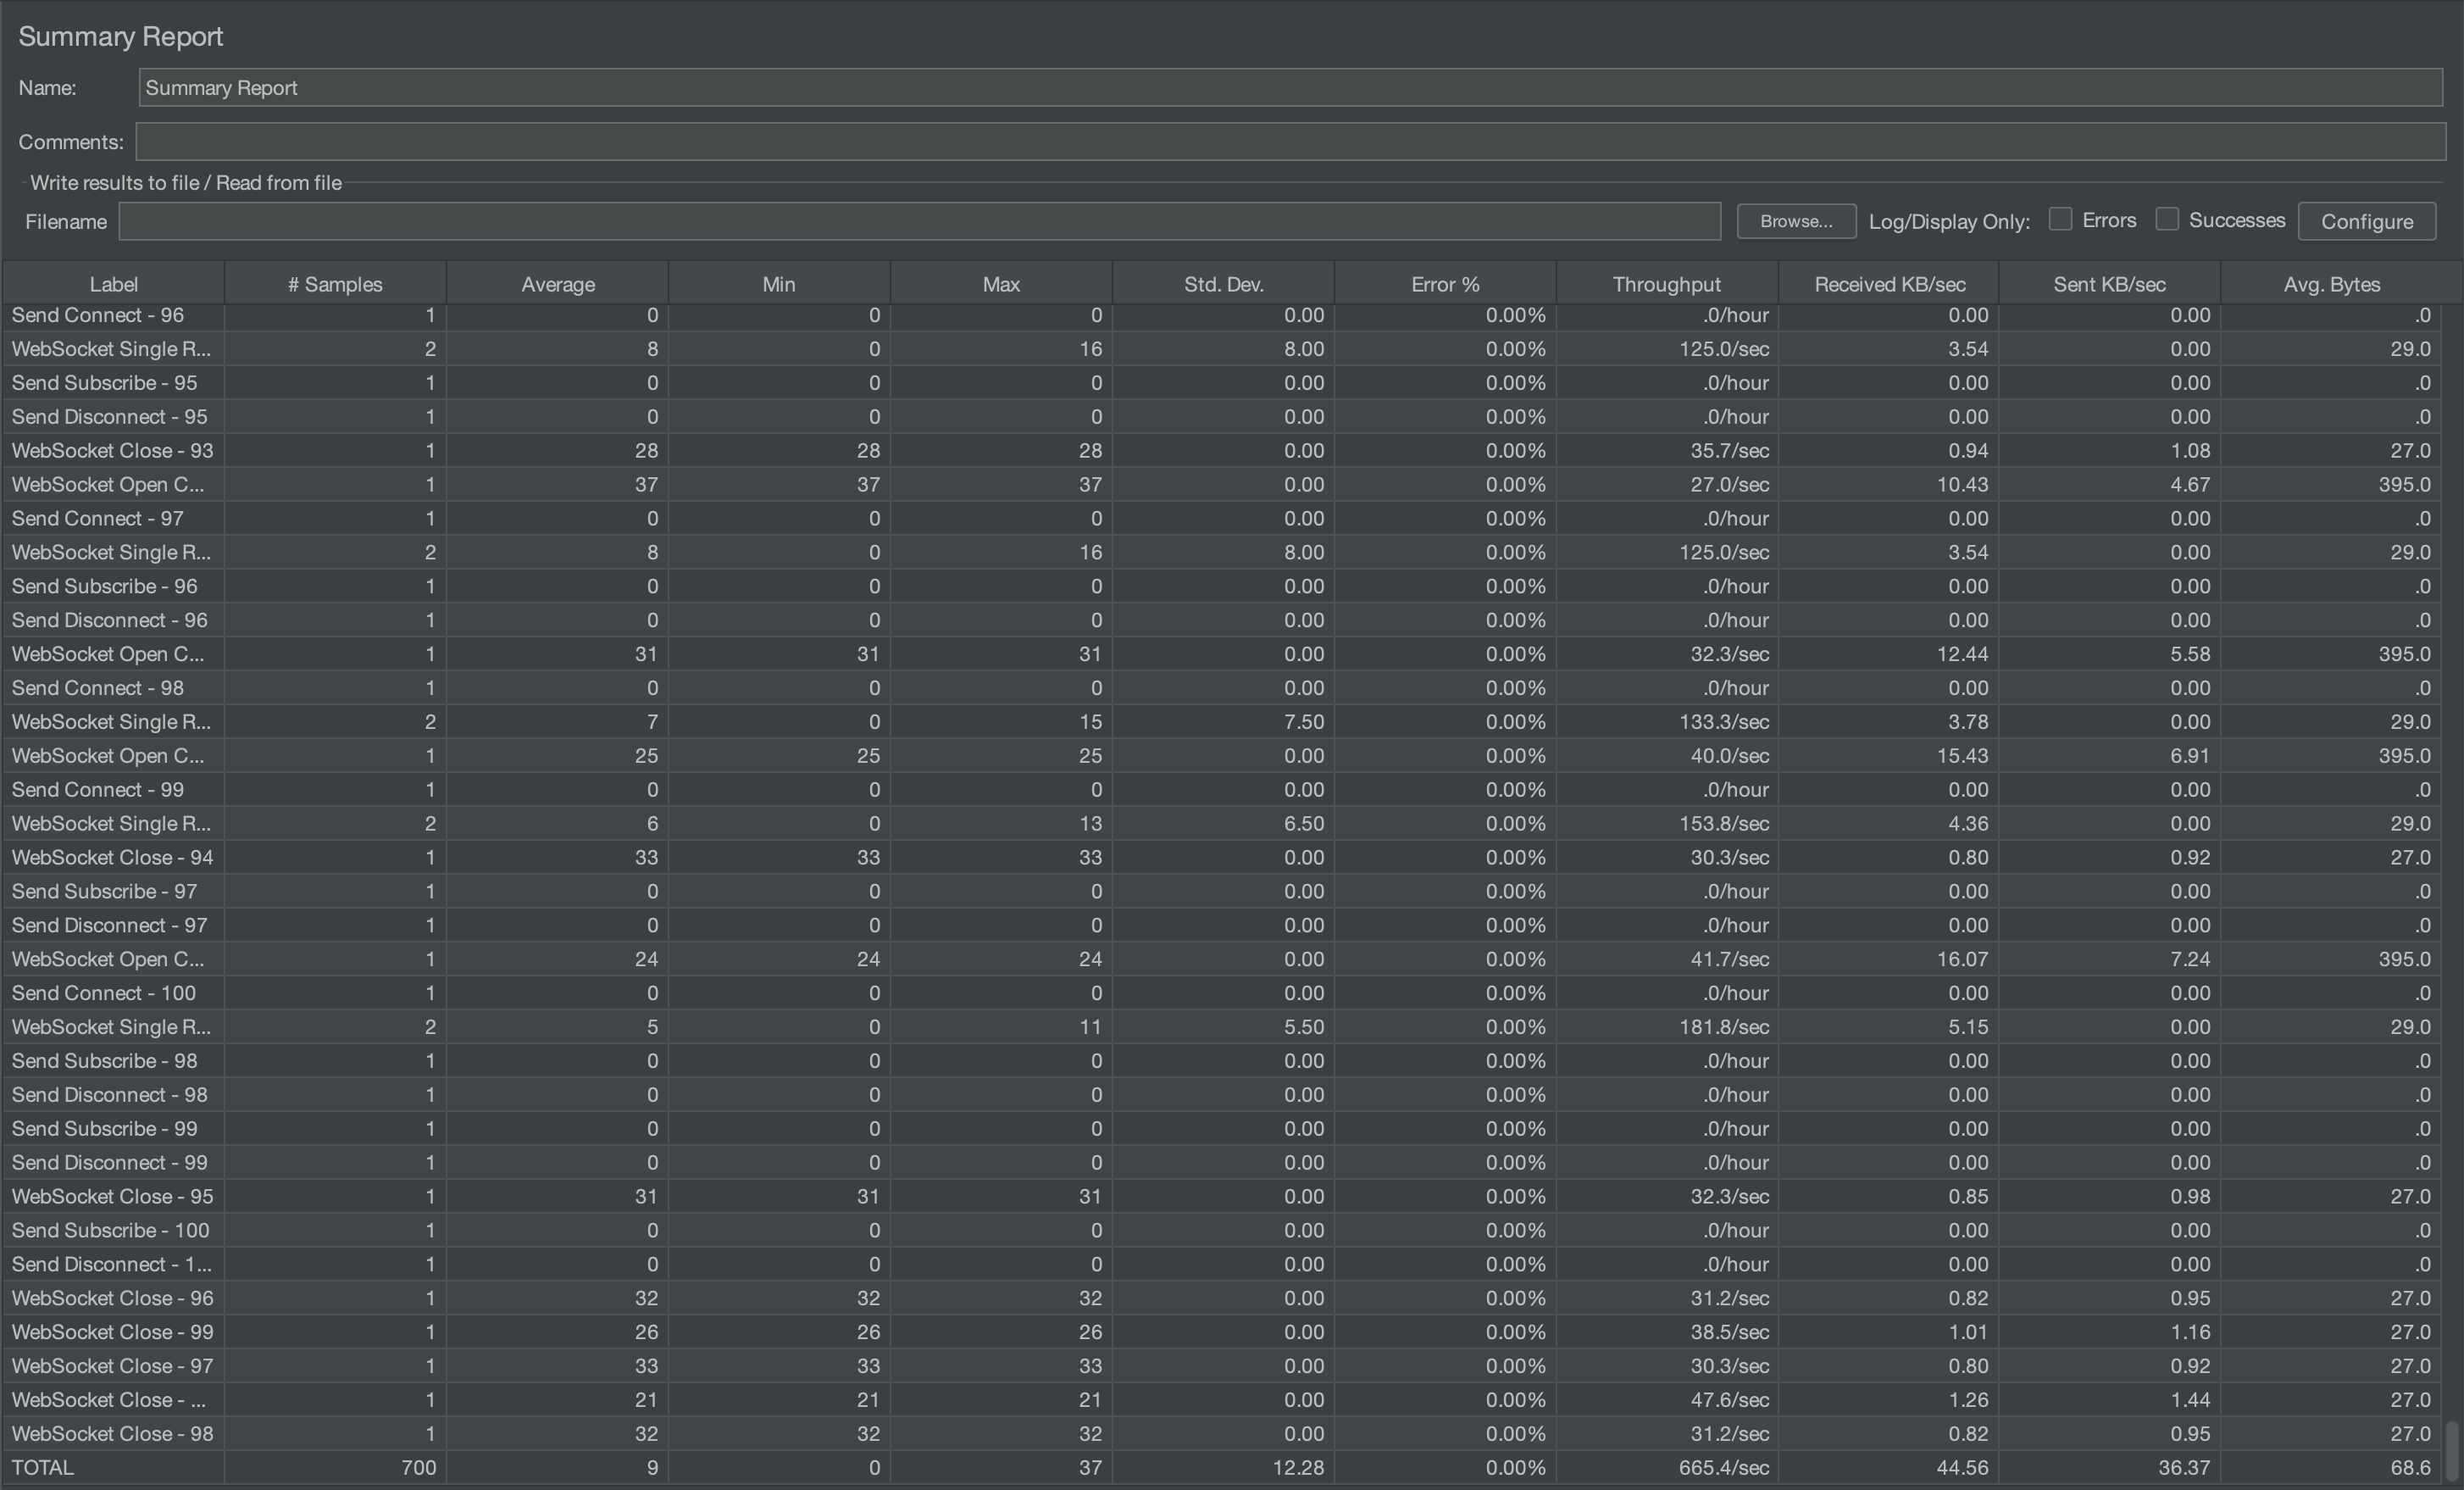 Summary Report
Name: Summary Report
Comments:
Write results to file / Read from file
Filename Browse... Log/Display Only: Errors Successes Configure
Label # Samples Average Min Max Std. Dev. Error % Throughput Received KB/sec Sent KB/sec Avg. Bytes
Send Connect - 96 1 0 0 0 0.00 0.00% .0/hour 0.00 0.00 .0
WebSocket Single R... 2 8 0 16 8.00 0.00% 125.0/sec 3.54 0.00 29.0
Send Subscribe - 95 1 0 0 0 0.00 0.00% .0/hour 0.00 0.00 .0
Send Disconnect - 95 1 0 0 0 0.00 0.00% .0/hour 0.00 0.00 .0
WebSocket Close - 93 1 28 28 28 0.00 0.00% 35.7/sec 0.94 1.08 27.0
WebSocket Open C... 1 37 37 37 0.00 0.00% 27.0/sec 10.43 4.67 395.0
Send Connect - 97 1 0 0 0 0.00 0.00% .0/hour 0.00 0.00 .0
WebSocket Single R... 2 8 0 16 8.00 0.00% 125.0/sec 3.54 0.00 29.0
Send Subscribe - 96 1 0 0 0 0.00 0.00% .0/hour 0.00 0.00 .0
Send Disconnect - 96 1 0 0 0 0.00 0.00% .0/hour 0.00 0.00 .0
WebSocket Open C... 1 31 31 31 0.00 0.00% 32.3/sec 12.44 5.58 395.0
Send Connect - 98 1 0 0 0 0.00 0.00% .0/hour 0.00 0.00 .0
WebSocket Single R... 2 7 0 15 7.50 0.00% 133.3/sec 3.78 0.00 29.0
WebSocket Open C... 1 25 25 25 0.00 0.00% 40.0/sec 15.43 6.91 395.0
Send Connect - 99 1 0 0 0 0.00 0.00% .0/hour 0.00 0.00 .0
WebSocket Single R... 2 6 0 13 6.50 0.00% 153.8/sec 4.36 0.00 29.0
WebSocket Close - 94 1 33 33 33 0.00 0.00% 30.3/sec 0.80 0.92 27.0
Send Subscribe - 97 1 0 0 0 0.00 0.00% .0/hour 0.00 0.00 .0
Send Disconnect - 97 1 0 0 0 0.00 0.00% .0/hour 0.00 0.00 .0
WebSocket Open C... 1 24 24 24 0.00 0.00% 41.7/sec 16.07 7.24 395.0
Send Connect - 100 1 0 0 0 0.00 0.00% .0/hour 0.00 0.00 .0
WebSocket Single R... 2 5 0 11 5.50 0.00% 181.8/sec 5.15 0.00 29.0
Send Subscribe - 98 1 0 0 0 0.00 0.00% .0/hour 0.00 0.00 .0
Send Disconnect - 98 1 0 0 0 0.00 0.00% .0/hour 0.00 0.00 .0
Send Subscribe - 99 1 0 0 0 0.00 0.00% .0/hour 0.00 0.00 .0
Send Disconnect - 99 1 0 0 0 0.00 0.00% .0/hour 0.00 0.00 .0
WebSocket Close - 95 1 31 31 31 0.00 0.00% 32.3/sec 0.85 0.98 27.0
Send Subscribe - 100 1 0 0 0 0.00 0.00% .0/hour 0.00 0.00 .0
Send Disconnect - 1... 1 0 0 0 0.00 0.00% .0/hour 0.00 0.00 .0
WebSocket Close - 96 1 32 32 32 0.00 0.00% 31.2/sec 0.82 0.95 27.0
WebSocket Close - 99 1 26 26 26 0.00 0.00% 38.5/sec 1.01 1.16 27.0
WebSocket Close - 97 1 33 33 33 0.00 0.00% 30.3/sec 0.80 0.92 27.0
WebSocket Close - ... 1 21 21 21 0.00 0.00% 47.6/sec 1.26 1.44 27.0
WebSocket Close - 98 1 32 32 32 0.00 0.00% 31.2/sec 0.82 0.95 27.0
TOTAL 700 9 0 37 12.28 0.00% 665.4/sec 44.56 36.37 68.6